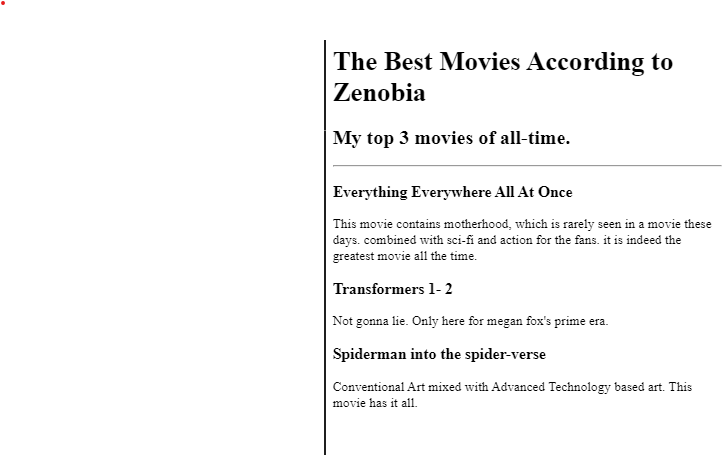 The Best Movies According to
Zenobia
My top 3 movies of all-time.
Everything Everywhere All At Once
This movie contains motherhood, which is rarely seen in a movie these
days. combined with sci-fi and action for the fans. it is indeed the
greatest movie all the time.
Transformers 1- 2
Not gonna lie. Only here for megan fox's prime era.
Spiderman into the spider-verse
Conventional Art mixed with Advanced Technology based art. This
movie has it all.